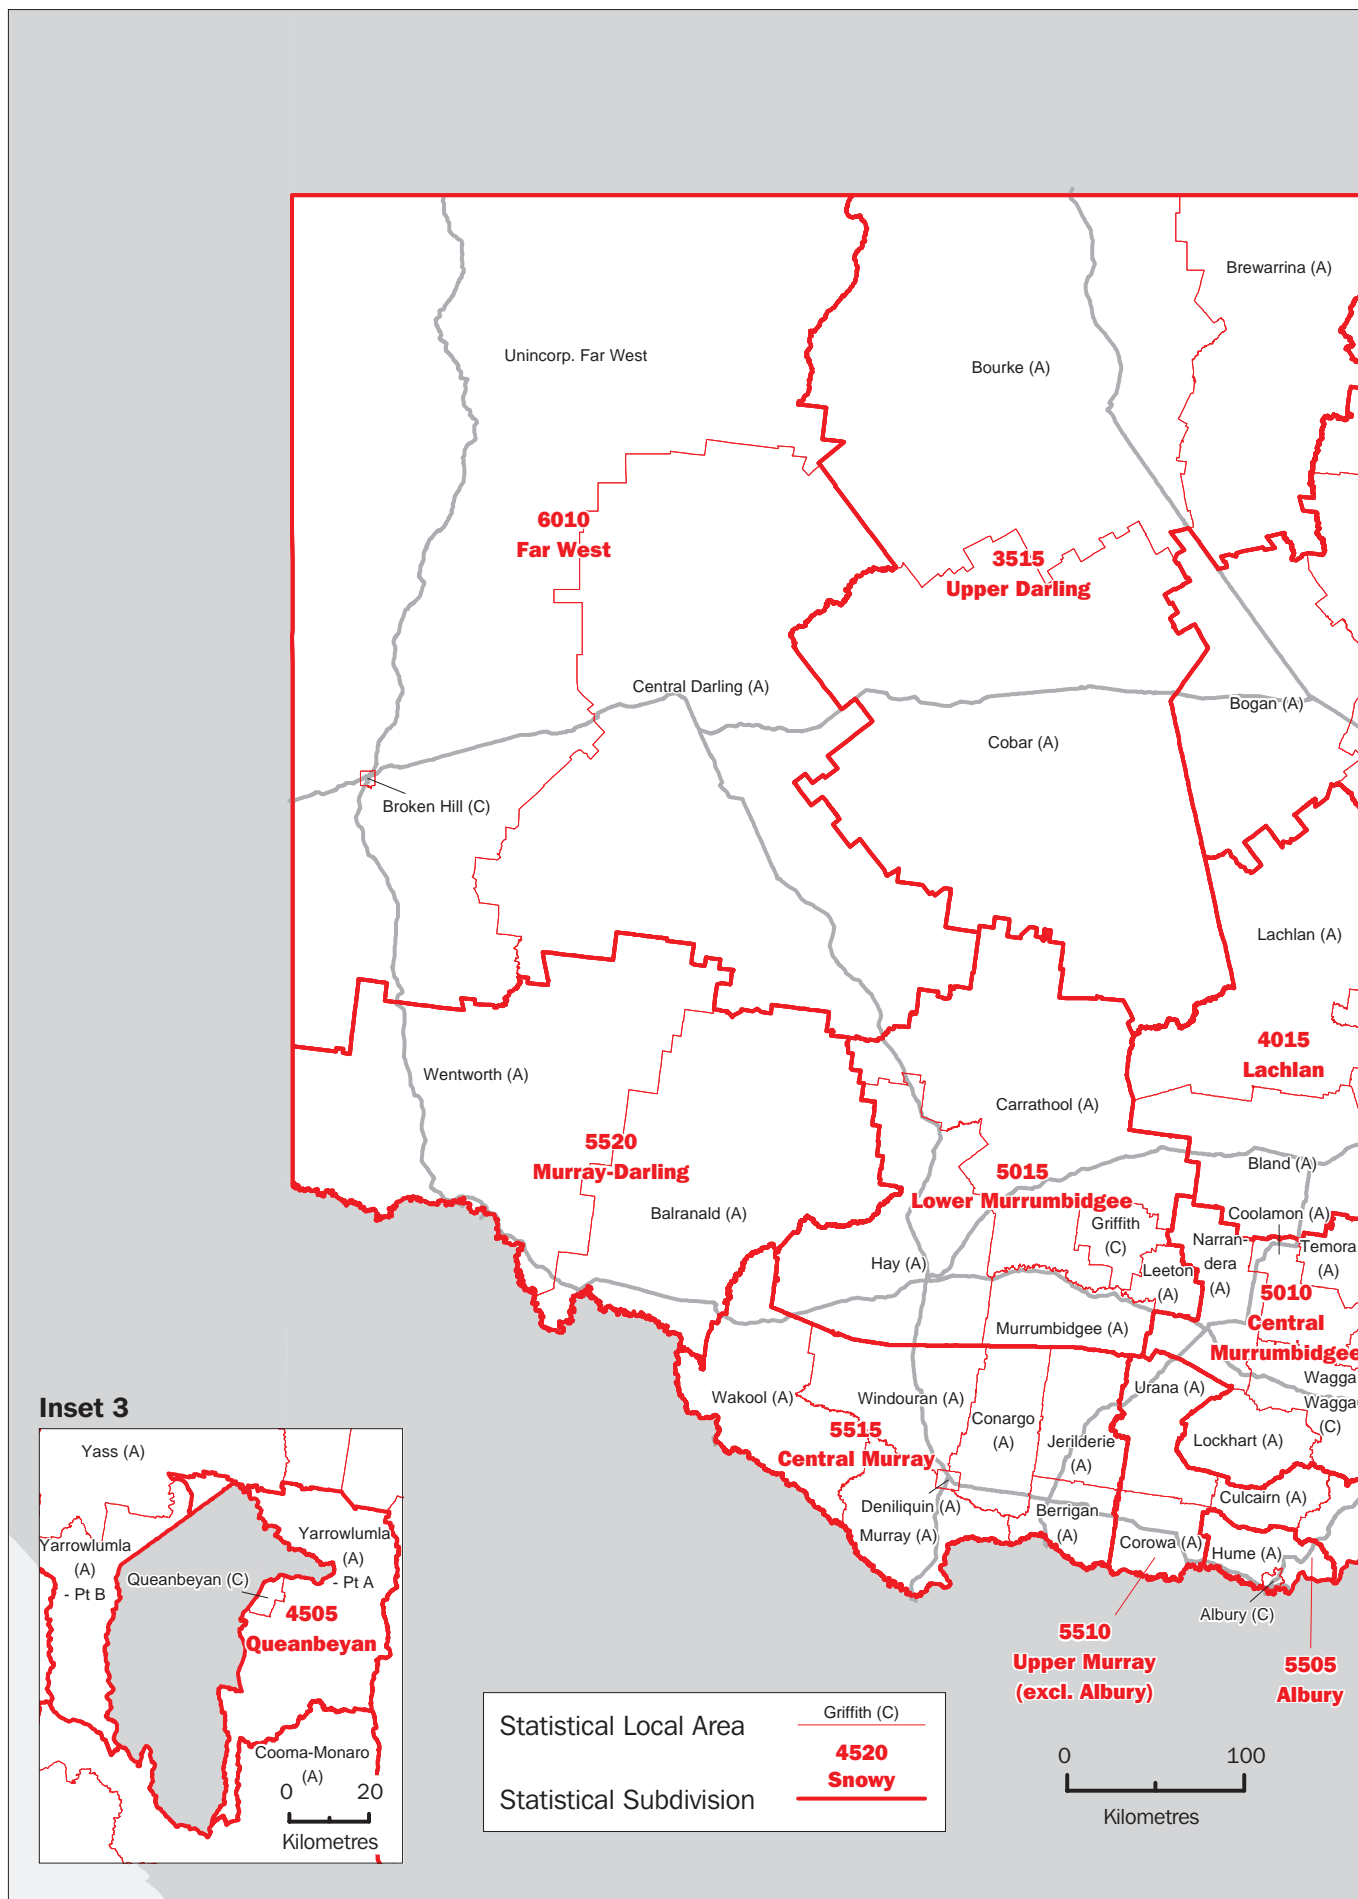 Brewarrina (A)
Unincorp. Far West
Bourke (A)
6010
Far West
3515
Upper Darling
Central Darling (A)
Bogan (A)
Cobar (A)
Broken Hill (C)
Lachlan (A)
4015
Lachlan
Wentworth (A)
Carrathool (A)
5520
Murray-Darling
5015
Lower Murrumbidgee
Bland (A)
Balranald (A)
Griffith
(C)
Coolamon (A)
Narran-
dera
(A)
Temora
(A)
Hay (A)
Leeton
(A)
5010
Central
Murrumbidgee
Murrumbidgee (A)
Wagga
Wagga
(C)
Urana (A)
Wakool (A)
Windouran (A)
Conargo
(A)
Jerilderie
(A)
Lockhart (A)
5515
Central Murray
Culcairn (A)
Deniliquin (A)
Berrigan
(A)
Murray (A)
Corowa (A)
Hume (A)
Albury (C)
5510
Upper Murray
(excl. Albury)
5505
Albury
Inset 3
Yass (A)
Yarrowlumla
(A)
- Pt B
Yarrowlumla
(A)
- Pt A
Queanbeyan (C)
4505
Queanbeyan
Cooma-Monaro
(A)
0 20
Kilometres
Statistical Local Area
Griffith (C)
4520
Snowy
Statistical Subdivision
0 100
Kilometres